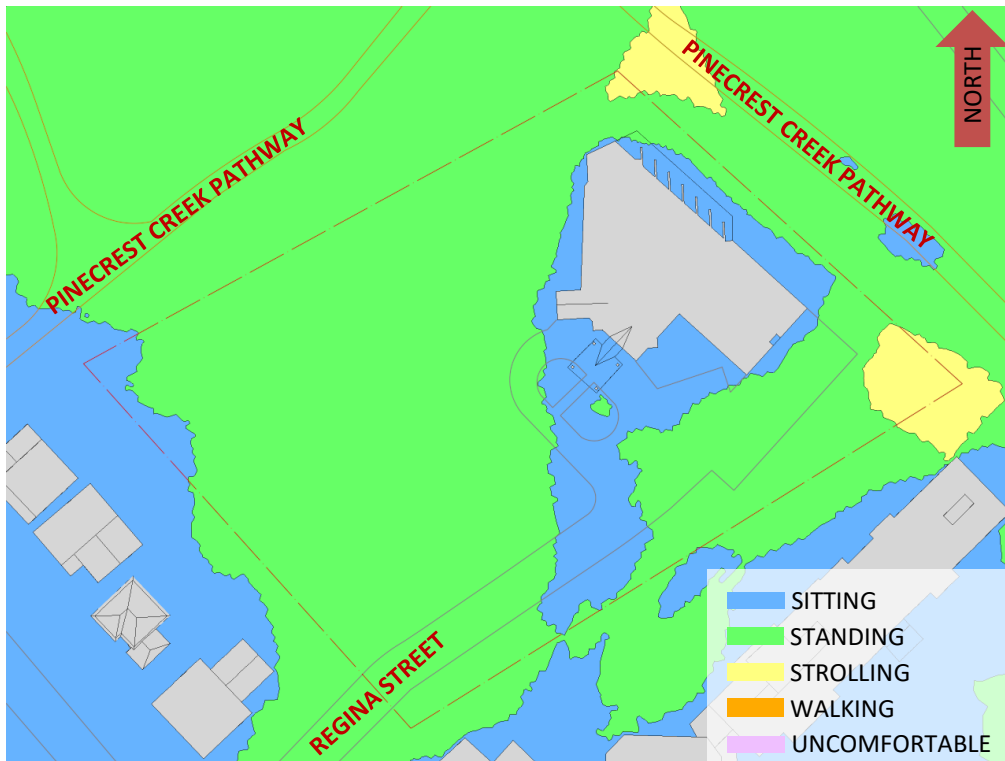 PINECREST CREEK PATHWAY
NORTH
PINECREST CREEK PATHWAY
REGINA STREET
SITTING
STANDING
STROLLING
WALKING
UNCOMFORTABLE